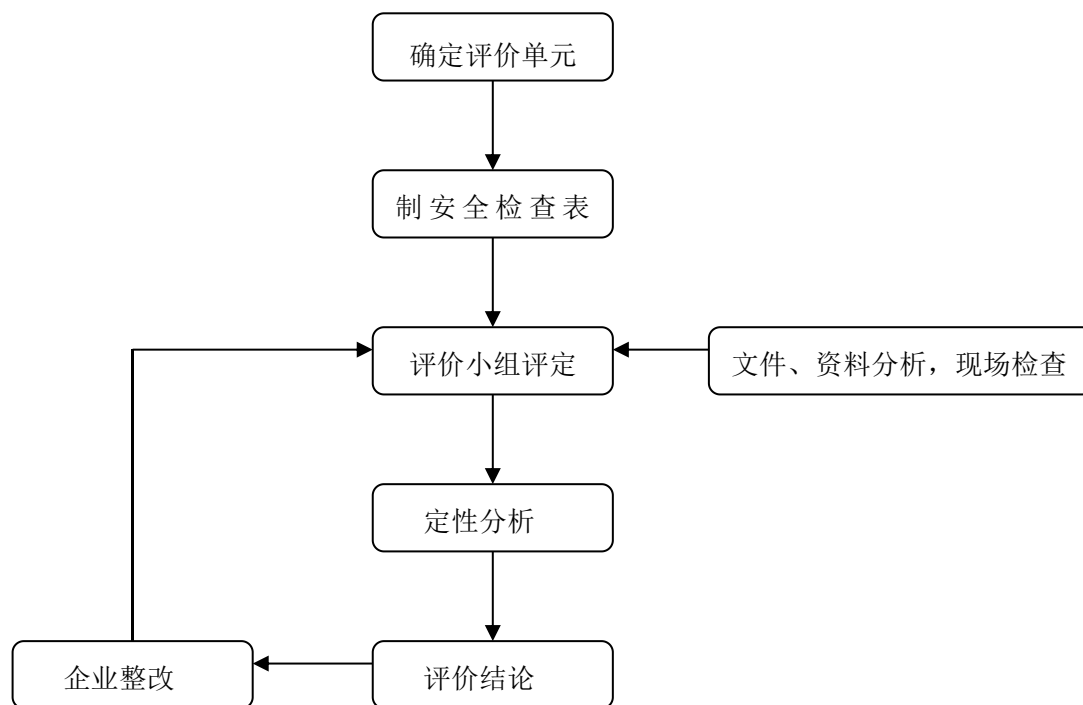 确定评价单元
制安全检查表
评价小组评定
文件、资料分析，现场检查
定性分析
企业整改
评价结论